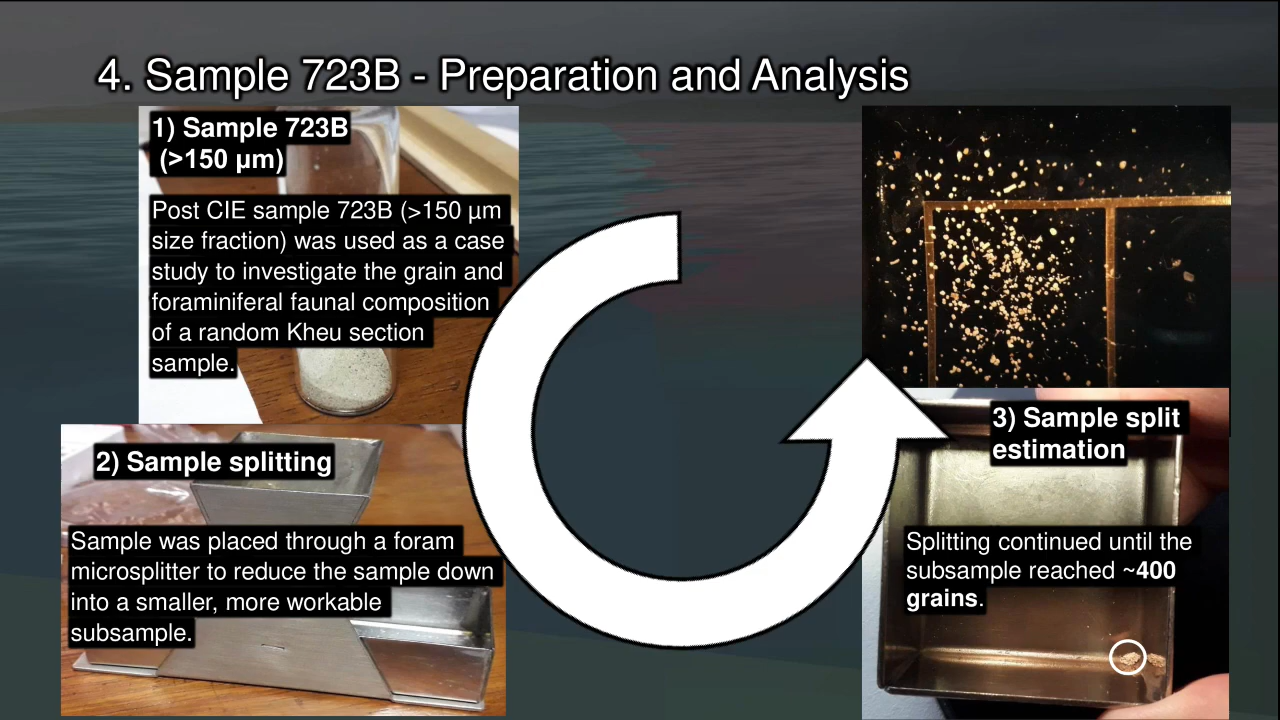 4. Sample 723B - Preparation and Analysis
1) Sample 723B
(>150 µm)
Post CIE sample 723B (>150 µm
size fraction) was used as a case
study to investigate the grain and
foraminiferal faunal composition
of a random Kheu section
sample.
2) Sample splitting
Sample was placed through a foram
microsplitter to reduce the sample down
into a smaller, more workable
subsample.
3) Sample split
estimation
Splitting continued until the
subsample reached ~400
grains.